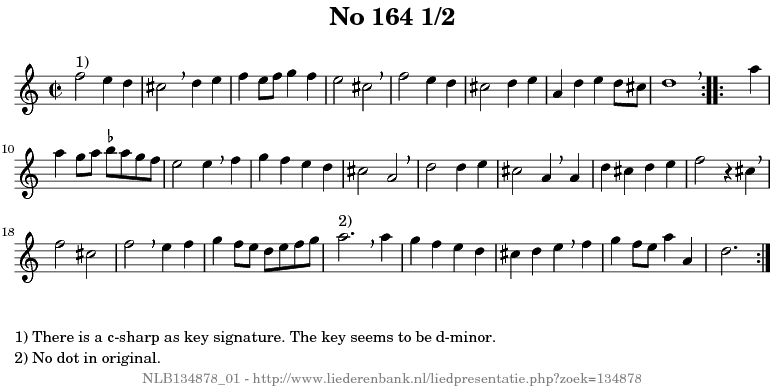 No 164 1/2
1)
10
18
2)
1) There is a c-sharp as key signature. The key seems to be d-minor.
2) No dot in original.
NLB134878_01 - http://www.liederenbank.nl/liedpresentatie.php?zoek=134878